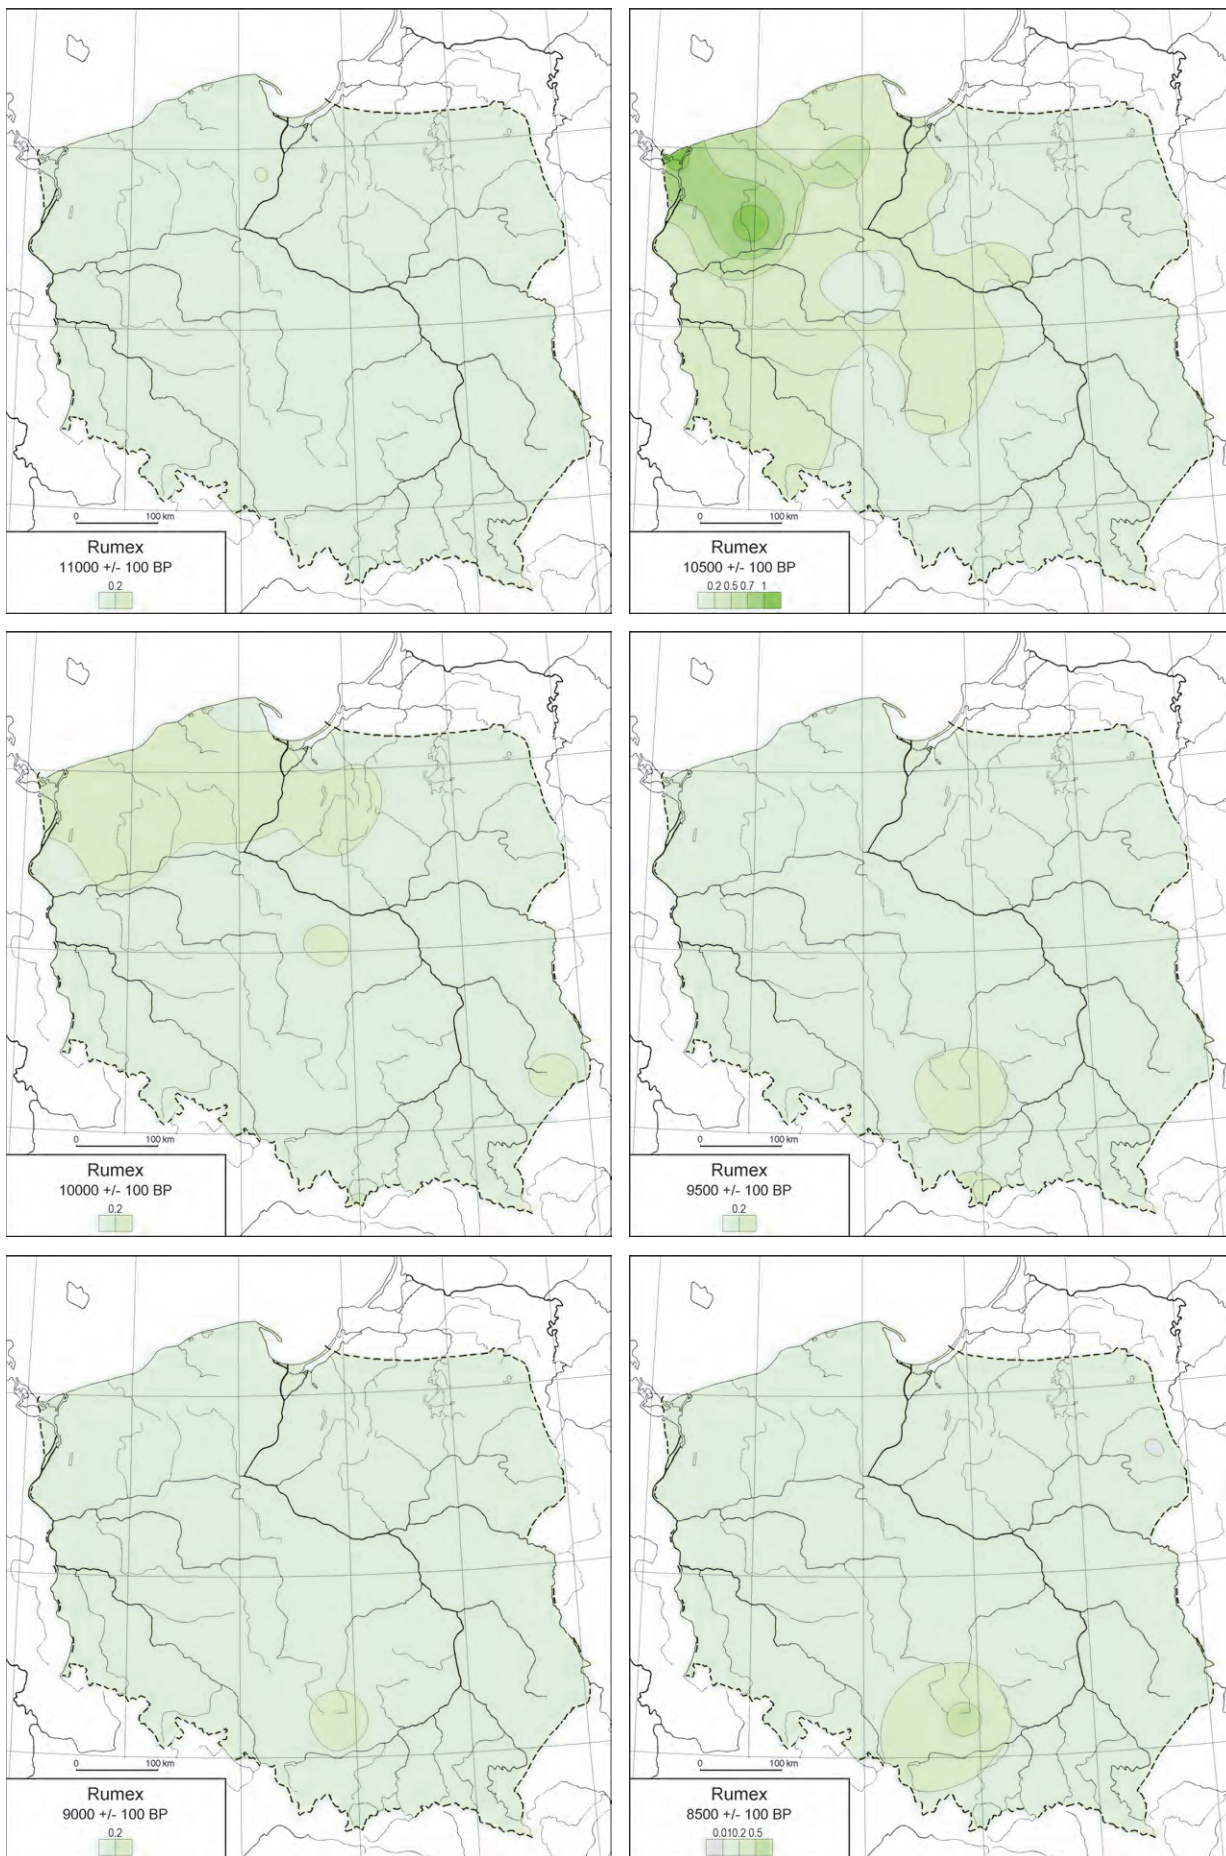 0 100 km
Rumex
11000 +/- 100 BP
0.2
0 100 km
Rumex
10500 +/- 100 BP
0.2 0.5 0.7 1
0 100 km
Rumex
10000 +/- 100 BP
0.2
0 100 km
Rumex
9500 +/- 100 BP
0.2
0 100 km
Rumex
9000 +/- 100 BP
0.2
0 100 km
Rumex
8500 +/- 100 BP
0.01 0.2 0.5